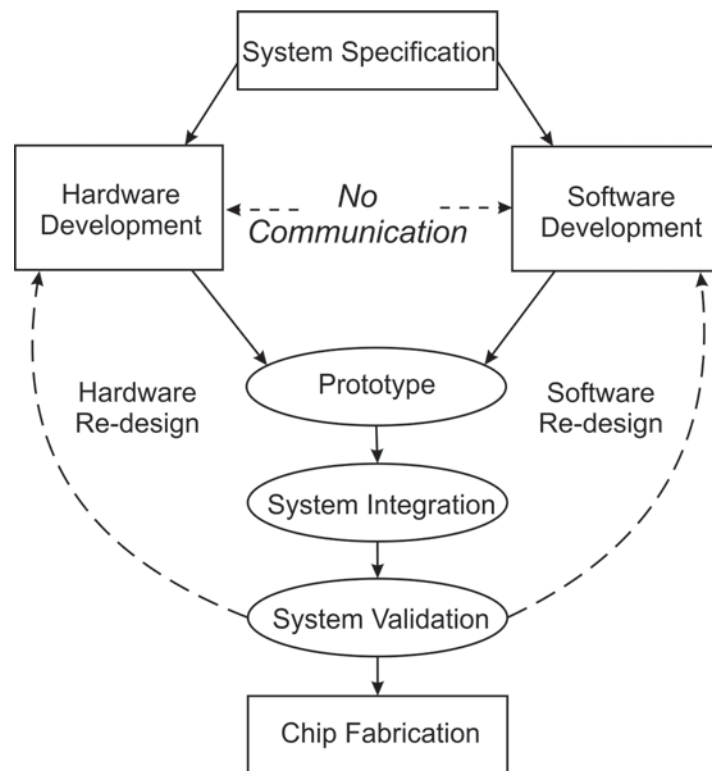 System Specification
Hardware
Development
No
Communication
Software
Development
Prototype
Hardware
Re-design
Software
Re-design
System Integration
System Validation
Chip Fabrication